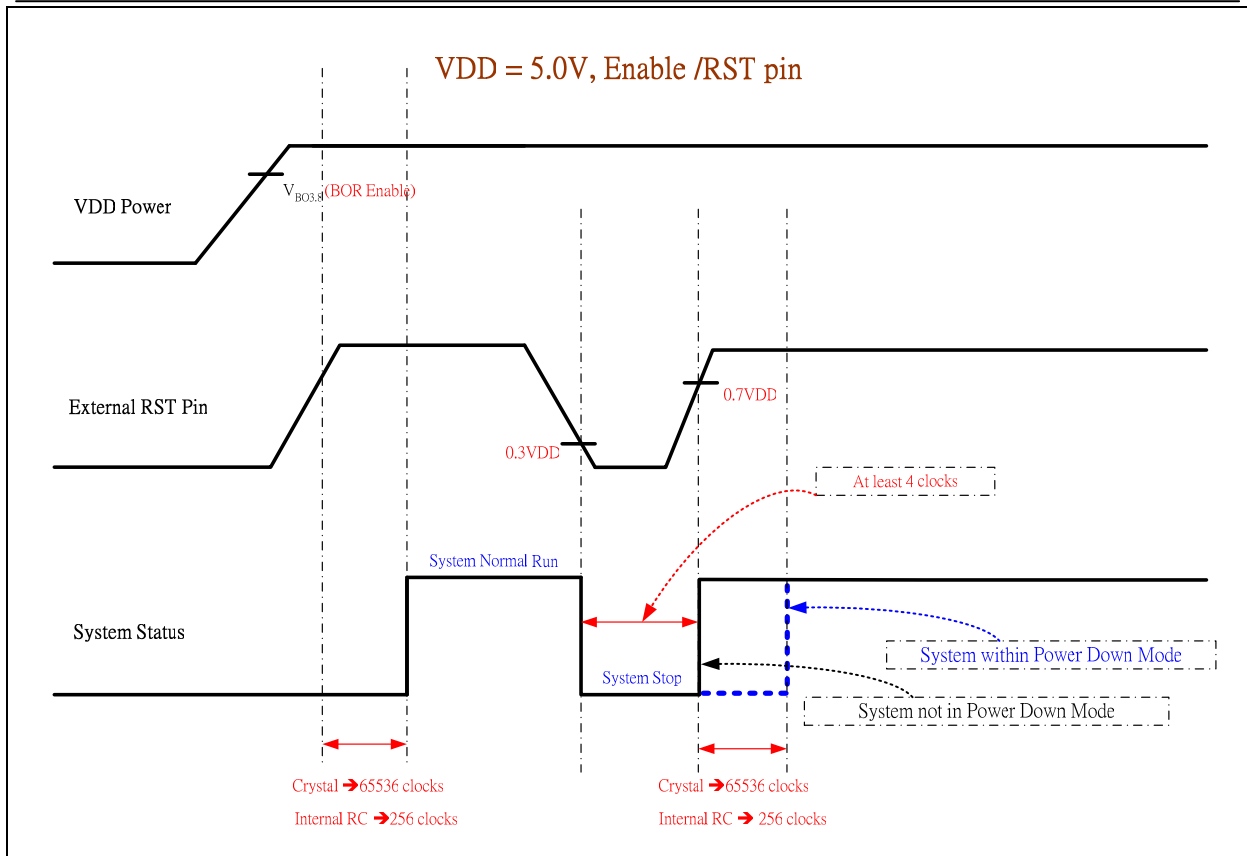 VDD = 5.0V, Enable /RST pin
VBO3.8(BOR Enable)
VDD Power
0.7VDD
External RST Pin
0.3VDD
At least 4 clocks
System Normal Run
System Status
System within Power Down Mode
System Stop
System not in Power Down Mode
Crystal ➔65536 clocks
Internal RC ➔256 clocks
Crystal ➔65536 clocks
Internal RC ➔ 256 clocks